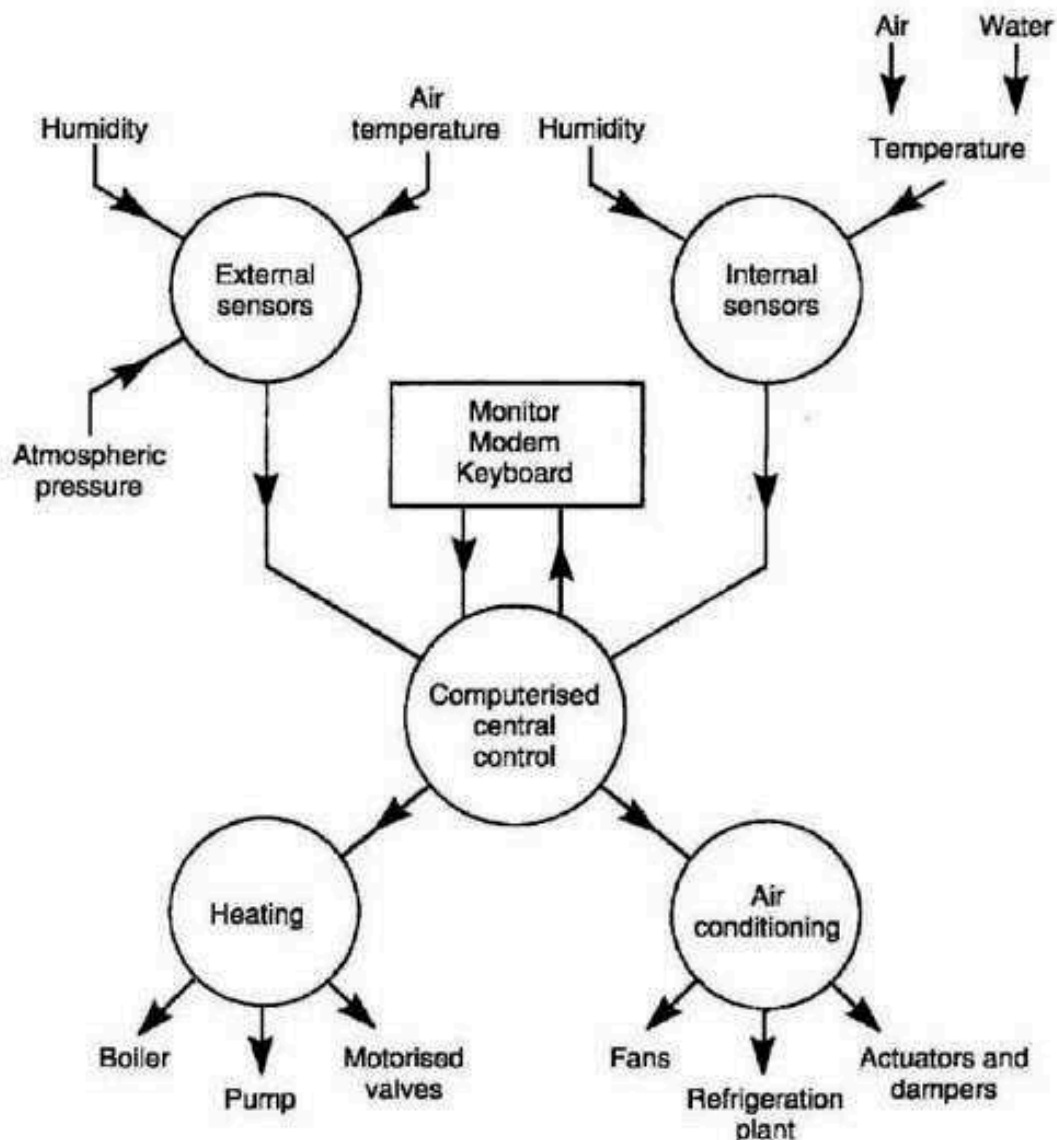 Air
Water
Humidity
Air
temperature
Humidity
Temperature
External
sensors
Internal
sensors
Atmospheric
pressure
Monitor
Modem
Keyboard
Computerised
central
control
Heating
Air
conditioning
Boiler
Pump
Motorised
valves
Fans
Refrigeration
plant
Actuators and
dampers